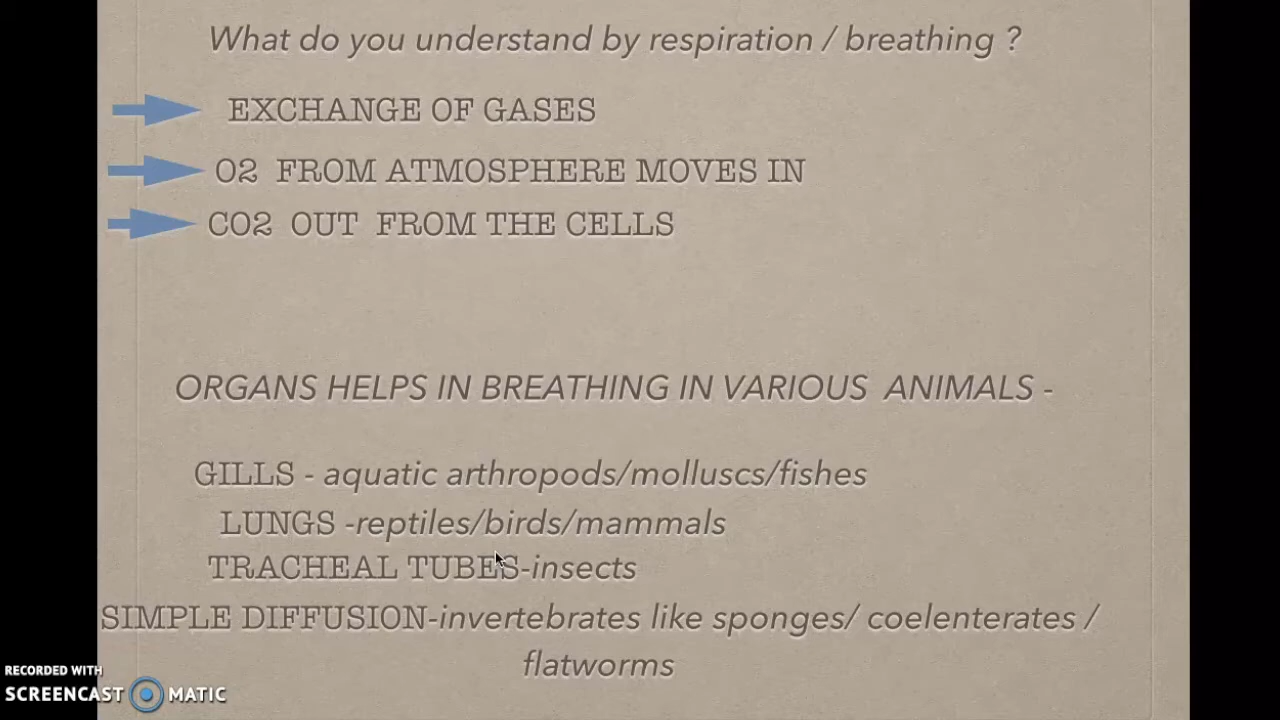 What do you understand by respiration / breathing ?
EXCHANGE OF GASES
O2 FROM ATMOSPHERE MOVES IN
CO2 OUT FROM THE CELLS
ORGANS HELPS IN BREATHING IN VARIOUS ANIMALS -
GILLS - aquatic arthropods/molluscs/fishes
LUNGS -reptiles/birds/mammals
TRACHEAL TUBES-insects
SIMPLE DIFFUSION-invertebrates like sponges/ coelenterates /
flatworms
RECORDED WITH
SCREENCAST MATIC